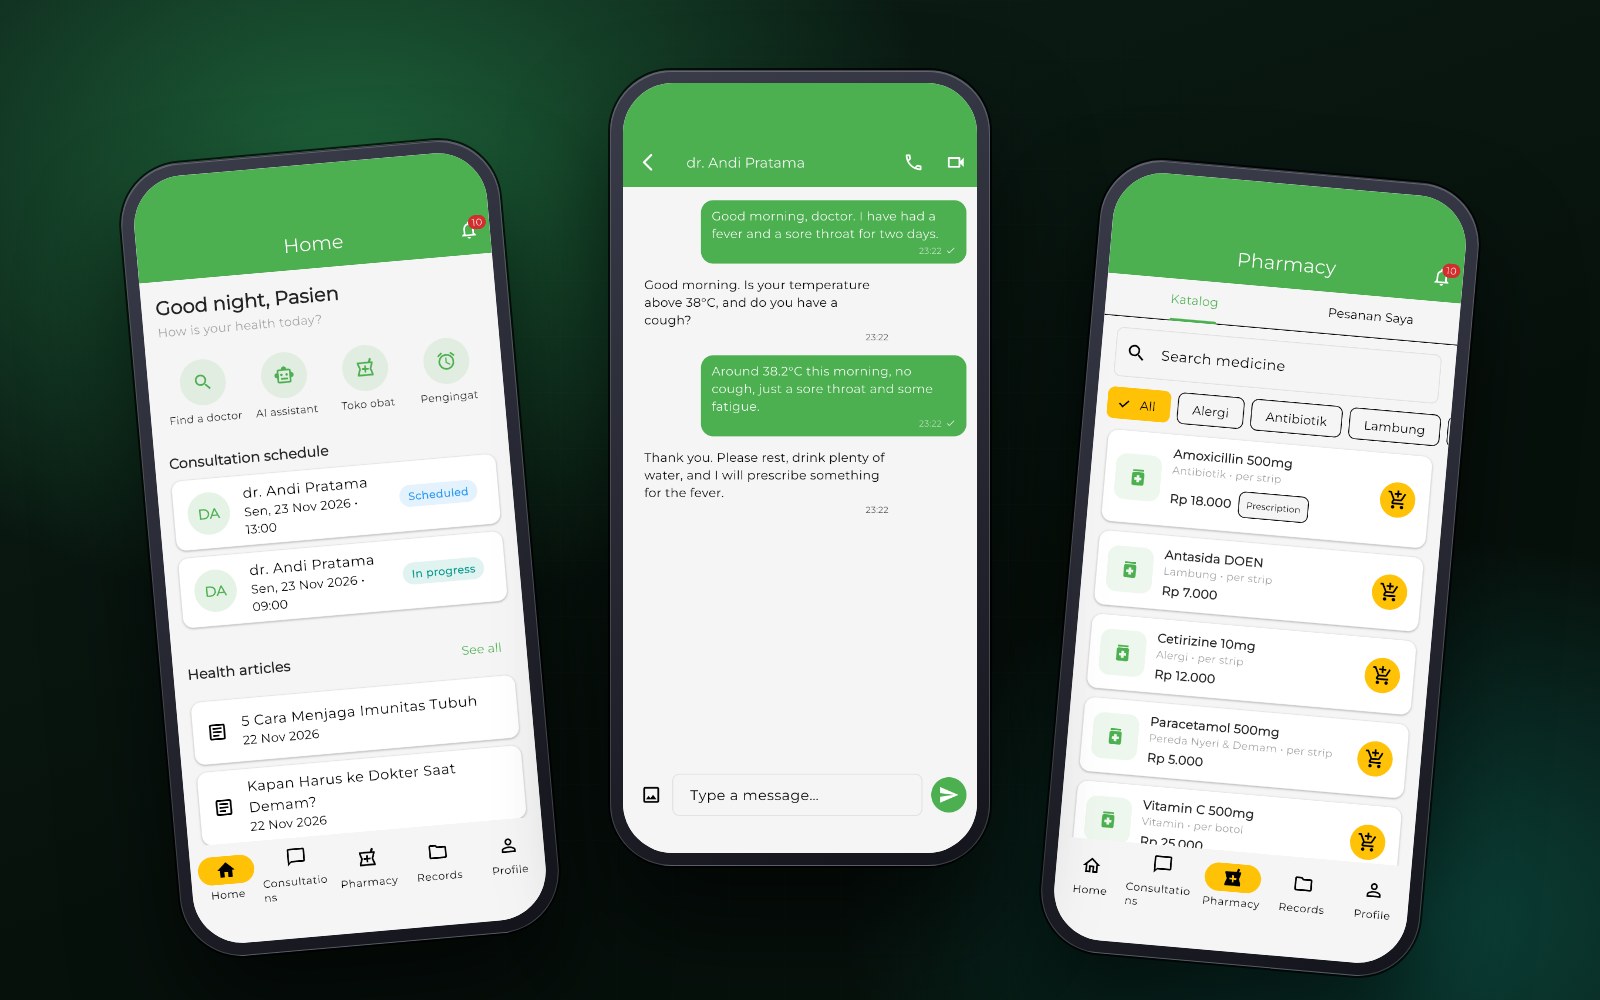 Home
10
Good night, Pasien
How is your health today?
Find a doctor
AI assistant
Toko obat
Pengingat
Consultation schedule
DA
dr. Andi Pratama
Sen, 23 Nov 2026 •
13:00
Scheduled
DA
dr. Andi Pratama
Sen, 23 Nov 2026 •
09:00
In progress
Health articles
See all
5 Cara Menjaga Imunitas Tubuh
22 Nov 2026
Kapan Harus ke Dokter Saat
Demam?
22 Nov 2026
Home
Consultatio
ns
Pharmacy
Records
Profile
dr. Andi Pratama
Good morning, doctor. I have had a
fever and a sore throat for two days.
23:22
Good morning. Is your temperature
above 38°C, and do you have a
cough?
23:22
Around 38.2°C this morning, no
cough, just a sore throat and some
fatigue.
23:22
Thank you. Please rest, drink plenty of
water, and I will prescribe something
for the fever.
23:22
Type a message...
Pharmacy
10
Katalog
Pesanan Saya
Search medicine
All
Alergi
Antibiotik
Lambung
Amoxicillin 500mg
Antibiotik • per strip
Rp 18.000
Prescription
Antasida DOEN
Lambung • per strip
Rp 7.000
Cetirizine 10mg
Alergi • per strip
Rp 12.000
Paracetamol 500mg
Pereda Nyeri & Demam • per strip
Rp 5.000
Vitamin C 500mg
Vitamin • per botol
Rp 25.000
Home
Consultatio
ns
Pharmacy
Records
Profile